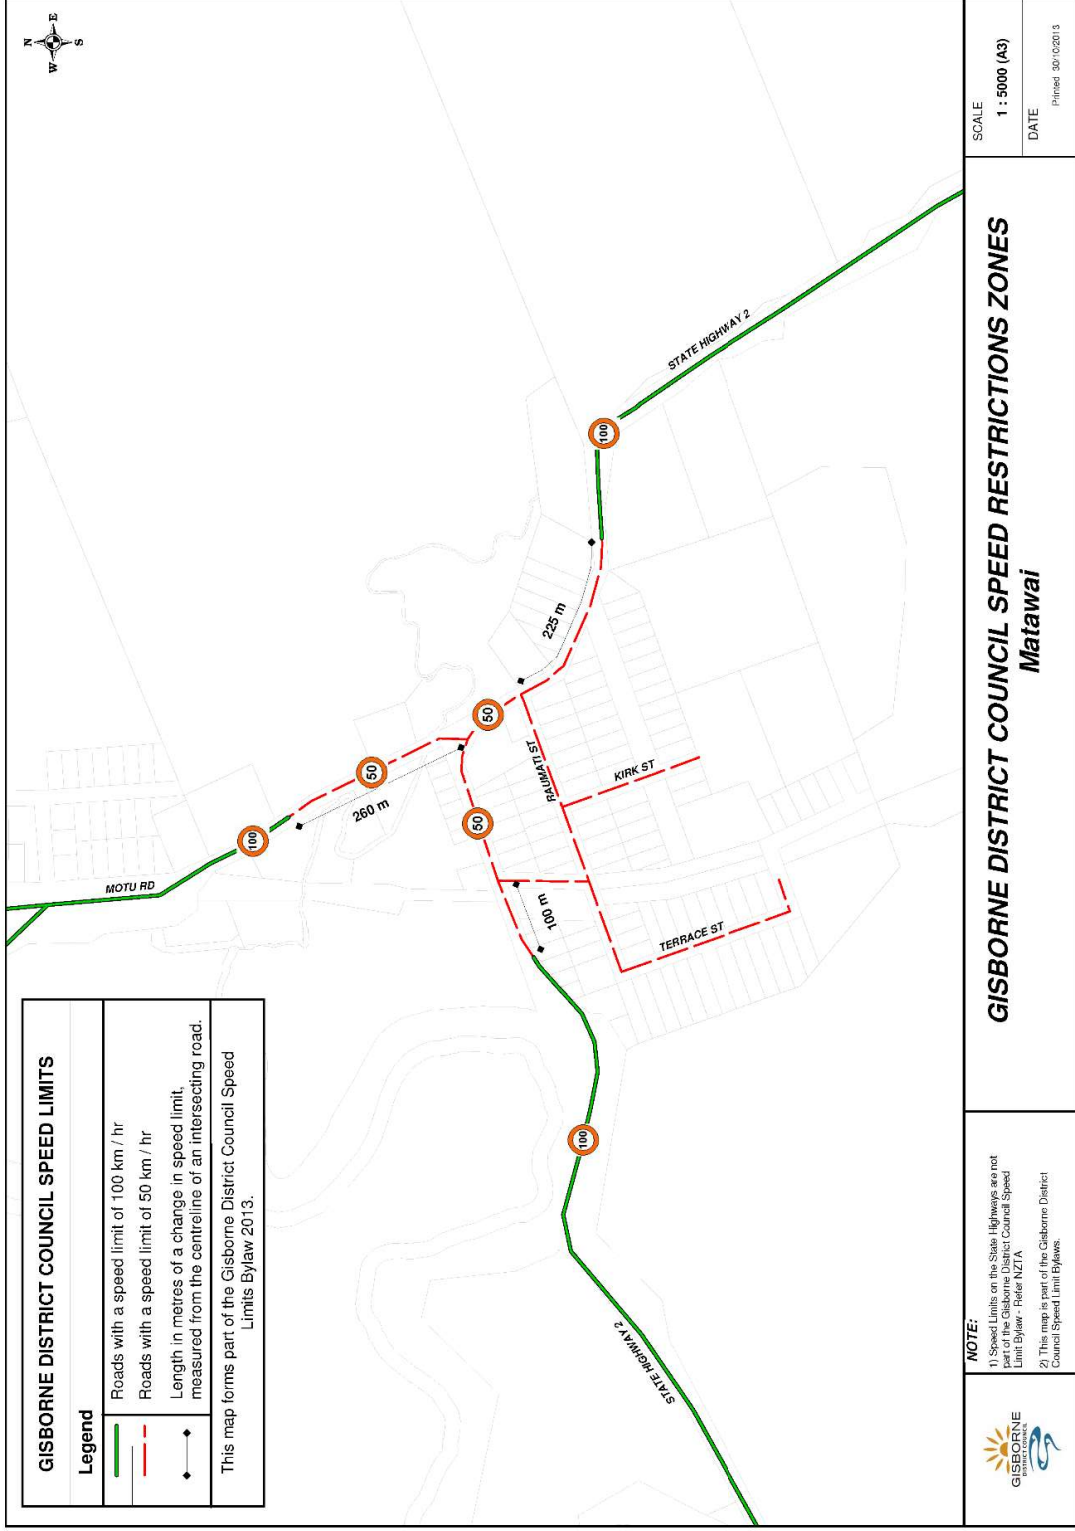 GISBORNE DISTRICT COUNCIL SPEED LIMITS
Legend
Roads with a speed limit of 100 km / hr
Roads with a speed limit of 50 km / hr
Length in metres of a change in speed limit,
measured from the centreline of an intersecting road.
This map forms part of the Gisborne District Council Speed
Limits Bylaw 2013.
N
E
S
W
MOTU RD
100
50
260 m
50
50
225 m
100
STATE HIGHWAY 2
RAUMATI ST
KIRK ST
100 m
TERRACE ST
100
STATE HIGHWAY 2
GISBORNE
DISTRICT COUNCIL
NOTE:
1) Speed Limits on the State Highways are not
part of the Gisborne District Council Speed
Limit Bylaw - Refer NZTA
2) This map is part of the Gisborne District
Council Speed Limit Bylaws.
GISBORNE DISTRICT COUNCIL SPEED RESTRICTIONS ZONES
Matawai
SCALE
1 : 5000 (A3)
DATE
Printed 30/10/2013